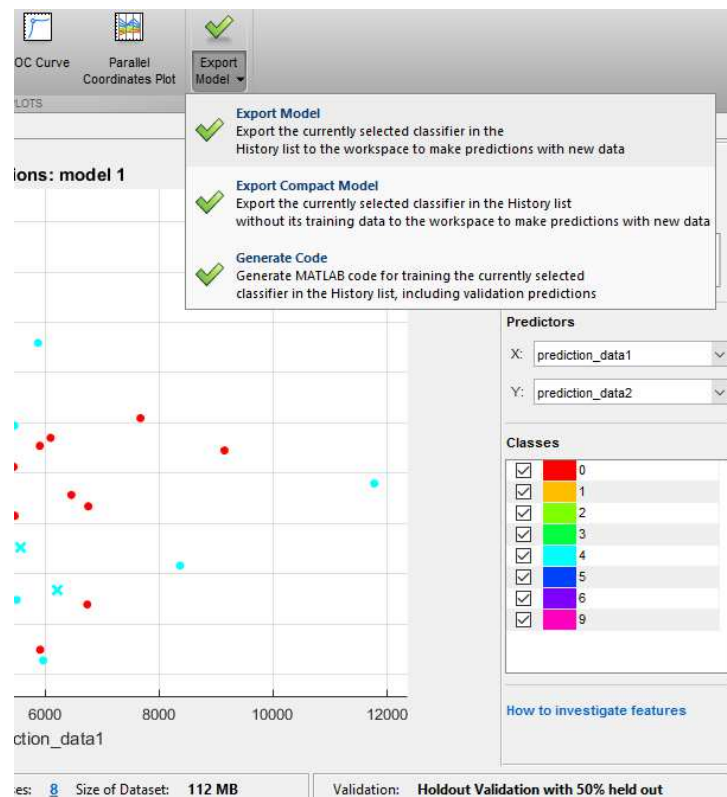 OC Curve
Parallel
Coordinates Plot
Export
Model
PLOTS
Export Model
Export the currently selected classifier in the
History list to the workspace to make predictions with new data
Export Compact Model
Export the currently selected classifier in the History list
without its training data to the workspace to make predictions with new data
Generate Code
Generate MATLAB code for training the currently selected
classifier in the History list, including validation predictions
ions: model 1
Predictors
X: prediction_data1
Y: prediction_data2
Classes
0
1
2
3
4
5
6
9
How to investigate features
6000 8000 10000 12000
ction_data1
es: 8 Size of Dataset: 112 MB Validation: Holdout Validation with 50% held out